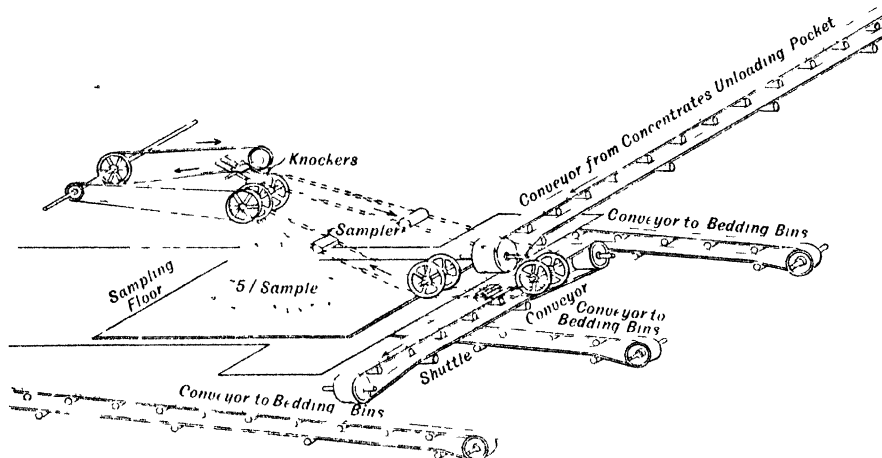 Conveyor from Concentrates Unloading Pocket
Knockers
Conveyor to Bedding Bins
Sampler
Sampling
Floor
5/ Sample
Conveyor
Conveyor to
Bedding Bins
Shuttle
Conveyor to Bedding Bins